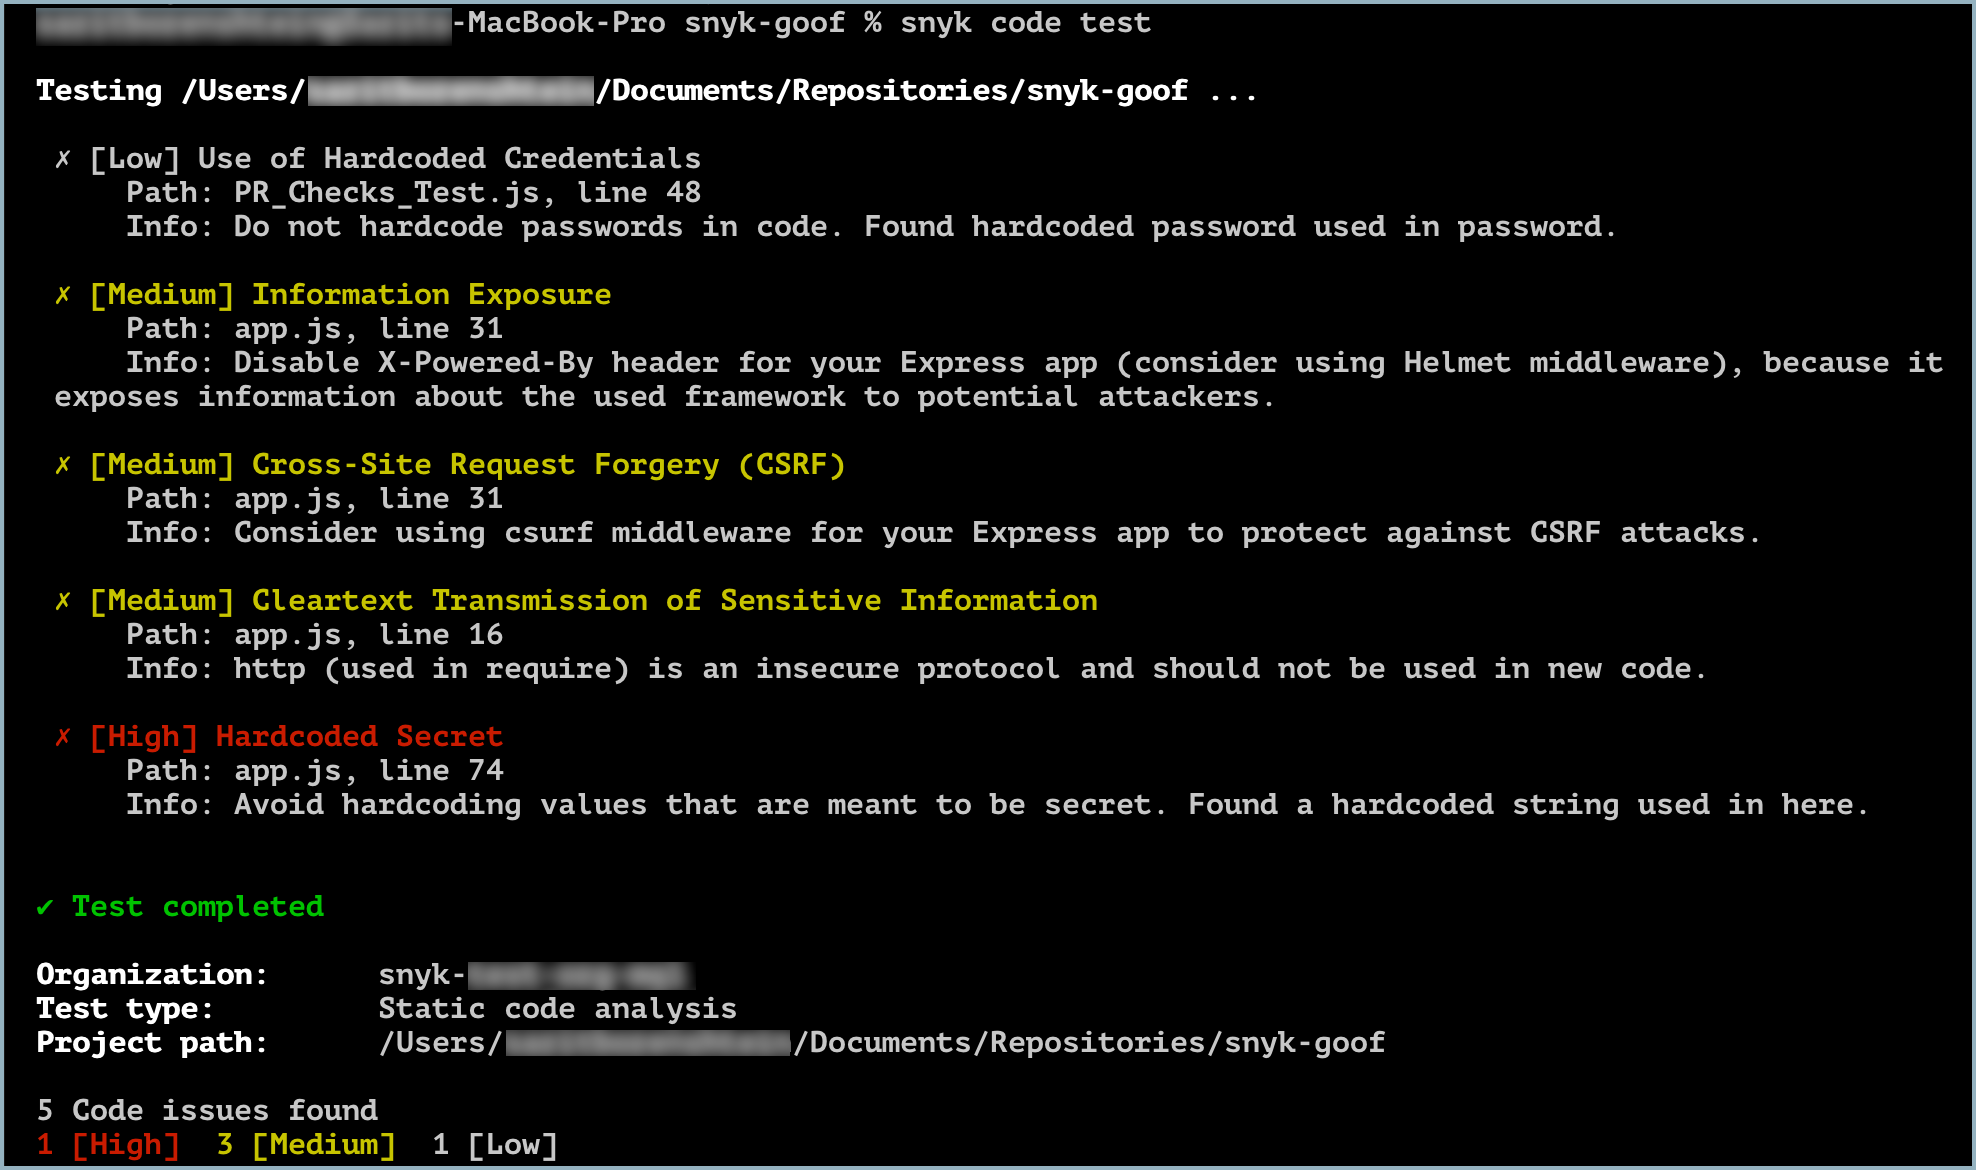 -MacBook-Pro snyk-goof % snyk code test
Testing /Users/ /Documents/Repositories/snyk-goof ...
✗ [Low] Use of Hardcoded Credentials
Path: PR_Checks_Test.js, line 48
Info: Do not hardcode passwords in code. Found hardcoded password used in password.
✗ [Medium] Information Exposure
Path: app.js, line 31
Info: Disable X-Powered-By header for your Express app (consider using Helmet middleware), because it
exposes information about the used framework to potential attackers.
✗ [Medium] Cross-Site Request Forgery (CSRF)
Path: app.js, line 31
Info: Consider using csurf middleware for your Express app to protect against CSRF attacks.
✗ [Medium] Cleartext Transmission of Sensitive Information
Path: app.js, line 16
Info: http (used in require) is an insecure protocol and should not be used in new code.
✗ [High] Hardcoded Secret
Path: app.js, line 74
Info: Avoid hardcoding values that are meant to be secret. Found a hardcoded string used in here.
✔ Test completed
Organization: snyk-
Test type: Static code analysis
Project path: /Users/ /Documents/Repositories/snyk-goof
5 Code issues found
1 [High] 3 [Medium] 1 [Low]